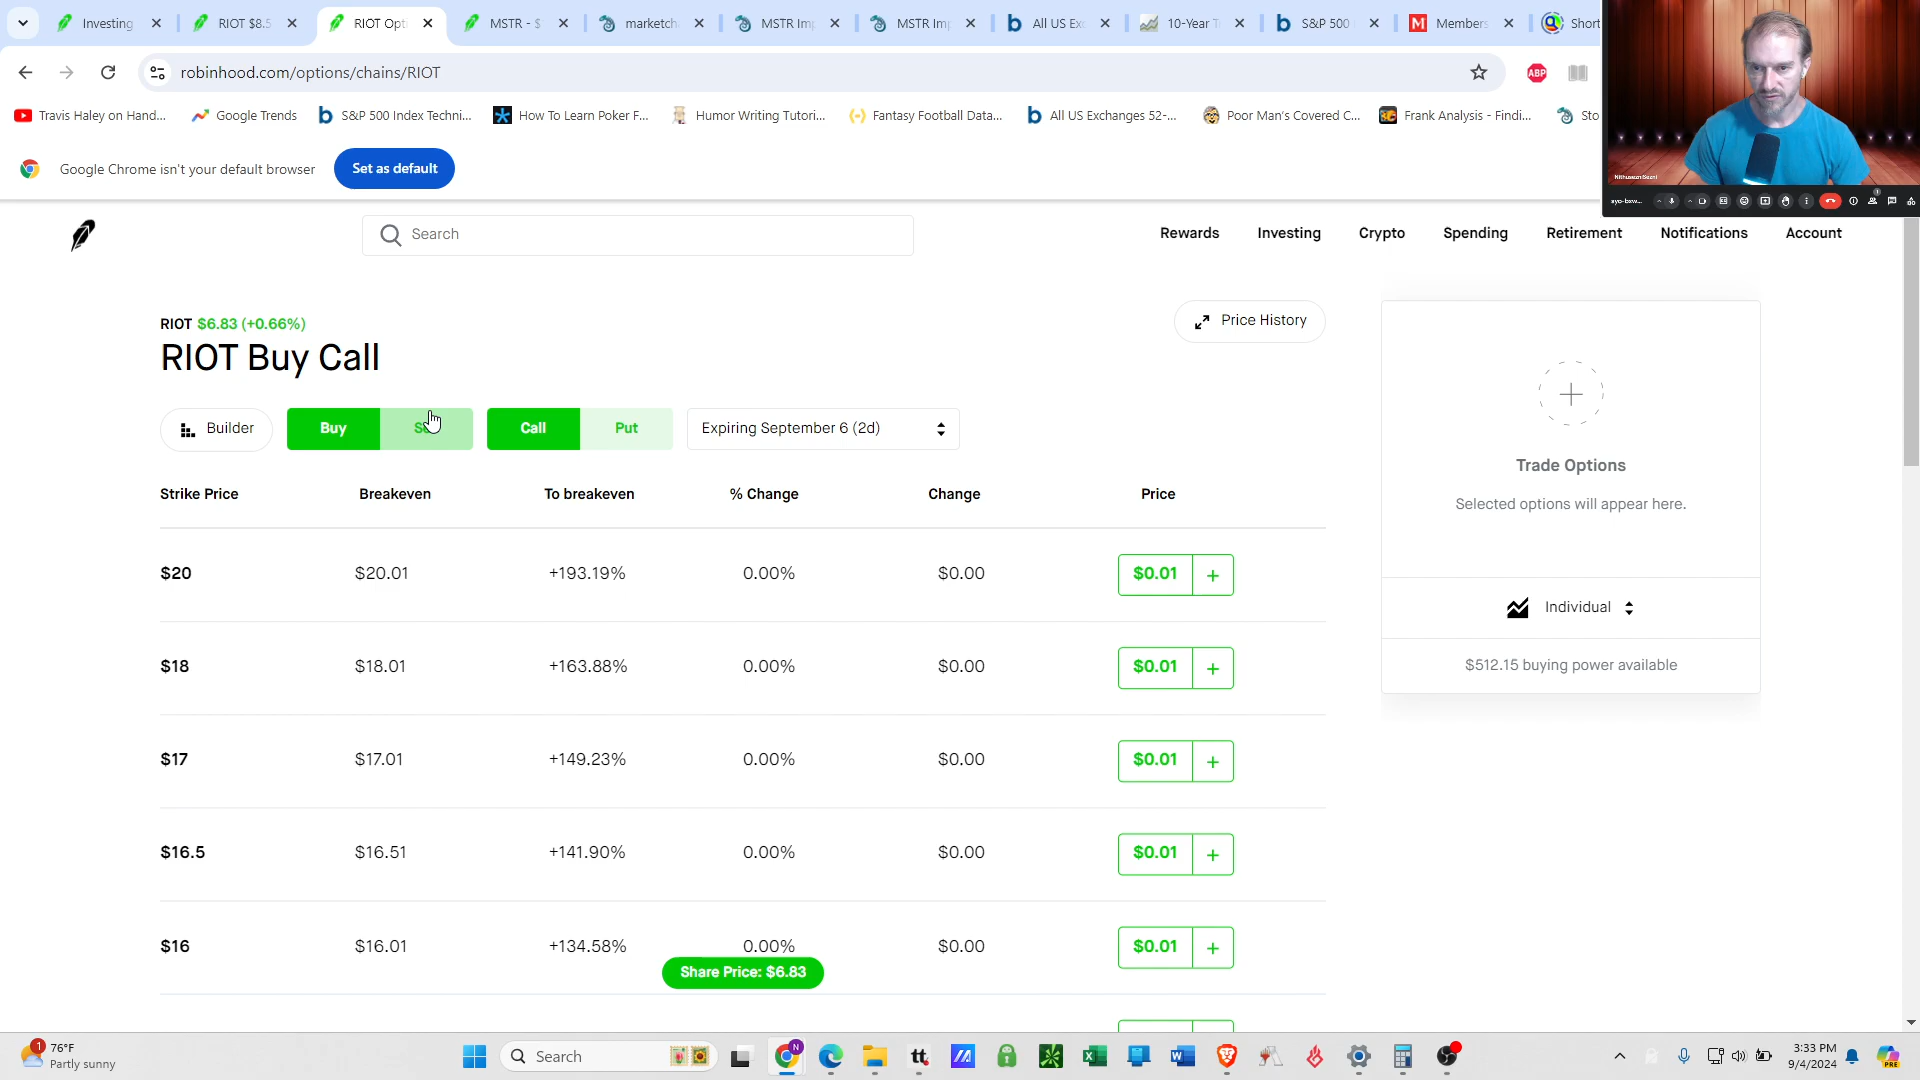 Investing
RIOT $8.5
RIOT Opti
MSTR - $
marketch
MSTR Imp
MSTR Imp
All US Ex
10-Year T
S&P 500
Members
Short
robinhood.com/options/chains/RIOT
ABP
Travis Haley on Hand...
Google Trends
S&P 500 Index Techni...
How To Learn Poker F...
Humor Writing Tutori...
Fantasy Football Data...
All US Exchanges 52-...
Poor Man's Covered C...
Frank Analysis - Findi...
Sto
Google Chrome isn't your default browser
Set as default
Search
Rewards
Investing
Crypto
Spending
Retirement
Notifications
Account
RIOT $6.83 (+0.66%)
RIOT Buy Call
Price History
Builder
Buy
Call
Put
Expiring September 6 (2d)
Strike Price Breakeven To breakeven % Change Change Price
$20 $20.01 +193.19% 0.00% $0.00 $0.01 +
$18 $18.01 +163.88% 0.00% $0.00 $0.01 +
$17 $17.01 +149.23% 0.00% $0.00 $0.01 +
$16.5 $16.51 +141.90% 0.00% $0.00 $0.01 +
$16 $16.01 +134.58% 0.00% $0.00 $0.01 +
Share Price: $6.83
Trade Options
Selected options will appear here.
Individual
$512.15 buying power available
1
76°F
Partly sunny
Search
N
tt
3:33 PM
9/4/2024
PRE